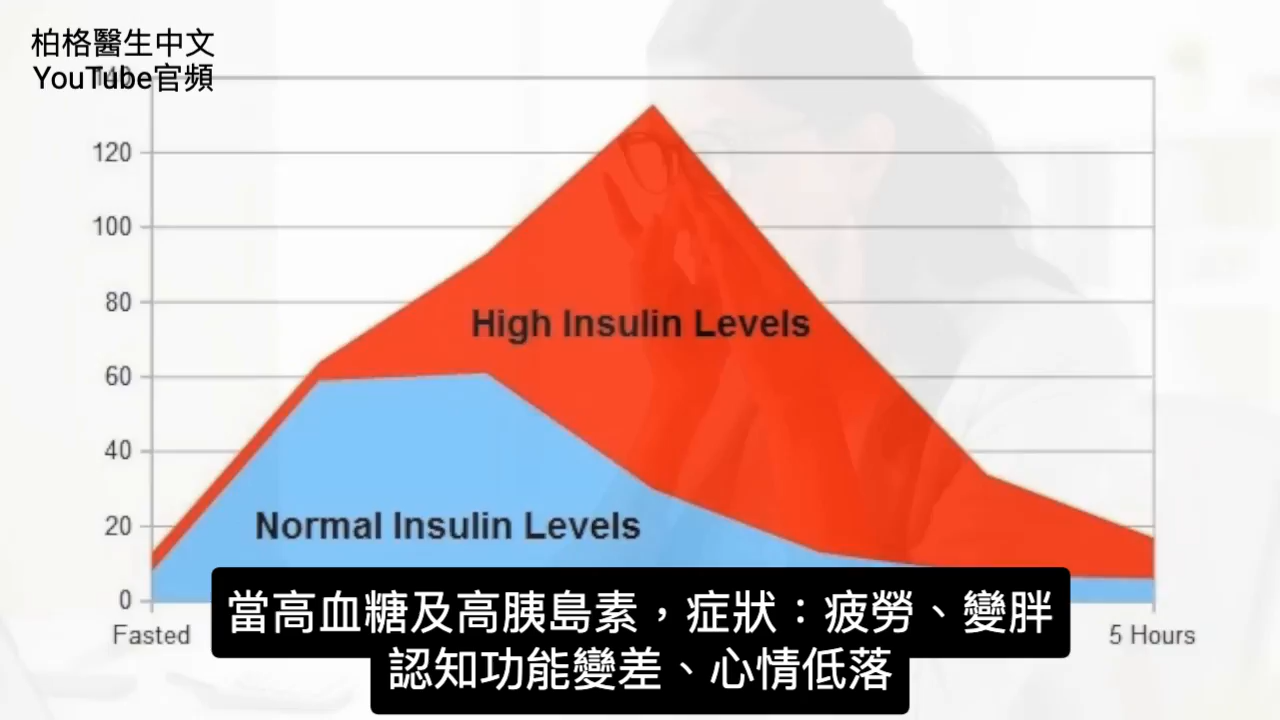 柏格醫生中文
YouTube官頻
140
120
100
80
60
40
20
0
High Insulin Levels
Normal Insulin Levels
Fasted
5 Hours
當高血糖及高胰島素，症狀：疲勞、變胖
認知功能變差、心情低落